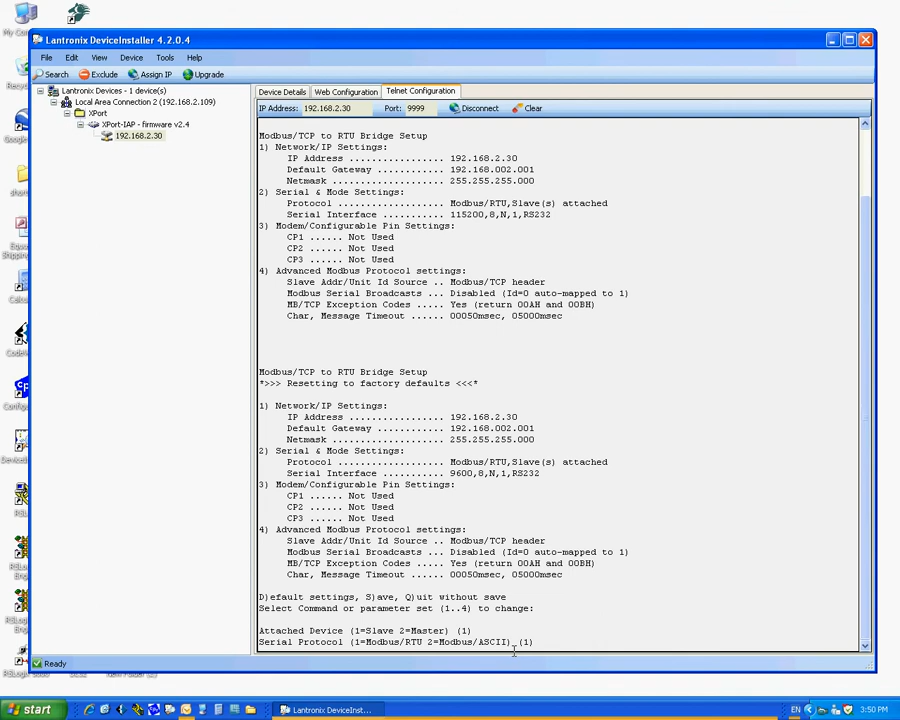 My Co
Lantronix DeviceInstaller 4.2.0.4
File Edit View Device Tools Help
Search Exclude Assign IP Upgrade
Lantronix Devices - 1 device(s)
Local Area Connection 2 (192.168.2.109)
XPort
XPort-IAP - firmware v2.4
192.168.2.30
Device Details Web Configuration Telnet Configuration
IP Address: 192.168.2.30 Port: 9999 Disconnect Clear
Modbus/TCP to RTU Bridge Setup
1) Network/IP Settings:
IP Address ................. 192.168.2.30
Default Gateway ............ 192.168.002.001
Netmask .................... 255.255.255.000
2) Serial & Mode Settings:
Protocol ................... Modbus/RTU,Slave(s) attached
Serial Interface ........... 115200,8,N,1,RS232
3) Modem/Configurable Pin Settings:
CP1 ...... Not Used
CP2 ...... Not Used
CP3 ...... Not Used
4) Advanced Modbus Protocol settings:
Slave Addr/Unit Id Source .. Modbus/TCP header
Modbus Serial Broadcasts ... Disabled (Id=0 auto-mapped to 1)
MB/TCP Exception Codes ..... Yes (return 00AH and 00BH)
Char, Message Timeout ...... 00050msec, 05000msec
Modbus/TCP to RTU Bridge Setup
*>>> Resetting to factory defaults <<<*
1) Network/IP Settings:
IP Address ................. 192.168.2.30
Default Gateway ............ 192.168.002.001
Netmask .................... 255.255.255.000
2) Serial & Mode Settings:
Protocol ................... Modbus/RTU,Slave(s) attached
Serial Interface ........... 9600,8,N,1,RS232
3) Modem/Configurable Pin Settings:
CP1 ...... Not Used
CP2 ...... Not Used
CP3 ...... Not Used
4) Advanced Modbus Protocol settings:
Slave Addr/Unit Id Source .. Modbus/TCP header
Modbus Serial Broadcasts ... Disabled (Id=0 auto-mapped to 1)
MB/TCP Exception Codes ..... Yes (return 00AH and 00BH)
Char, Message Timeout ...... 00050msec, 05000msec
D)efault settings, S)ave, Q)uit without save
Select Command or parameter set (1..4) to change:
Attached Device (1=Slave 2=Master) (1)
Serial Protocol (1=Modbus/RTU 2=Modbus/ASCII) (1)
Ready
start Lantronix DeviceInst... EN 3:50 PM